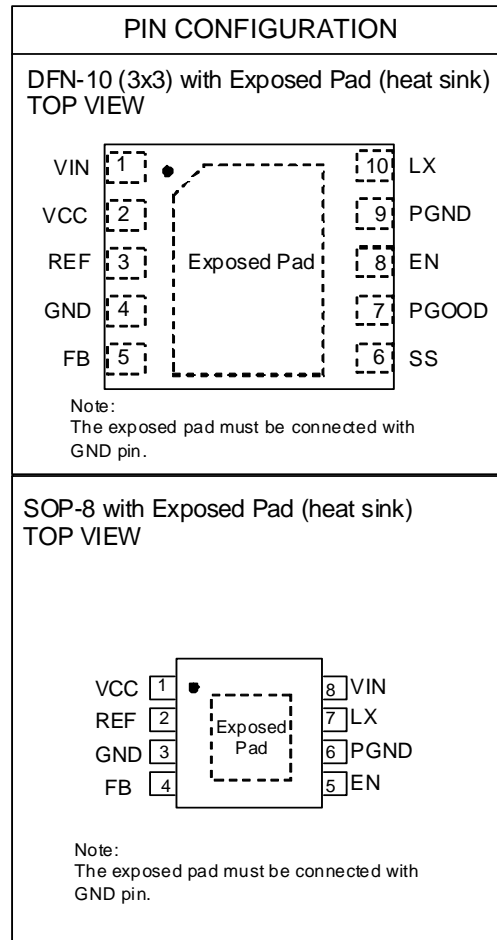 PIN CONFIGURATION
DFN-10 (3x3) with Exposed Pad (heat sink)
TOP VIEW
VIN 1 10 LX
VCC 2 9 PGND
REF 3 Exposed Pad 8 EN
GND 4 7 PGOOD
FB 5 6 SS
Note:
The exposed pad must be connected with
GND pin.
SOP-8 with Exposed Pad (heat sink)
TOP VIEW
VCC 1 8 VIN
REF 2 Exposed 7 LX
GND 3 Pad 6 PGND
FB 4 5 EN
Note:
The exposed pad must be connected with
GND pin.